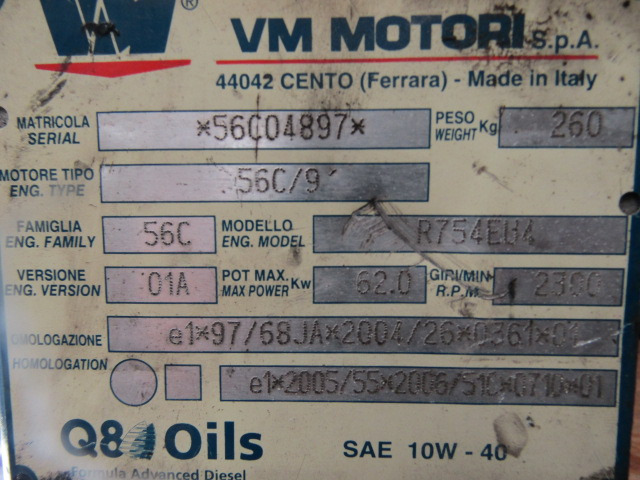 VM MOTORI S.p.A.
44042 CENTO (Ferrara) - Made in Italy
MATRICOLA SERIAL *56C04897* PESO WEIGHT Kg 260
MOTORE TIPO ENG. TYPE 56C/9
FAMIGLIA ENG. FAMILY 56C MODELLO ENG. MODEL R754EU4
VERSIONE ENG. VERSION 01A POT MAX. MAX POWER Kw 62.0 GIRI/MIN R.P.M 2300
OMOLOGAZIONE e1*97/68JA*2004/26*0361*01
HOMOLOGATION e1*2005/55*2006/51C*0710*01
Q8 Oils SAE 10W - 40
Formula Advanced Diesel